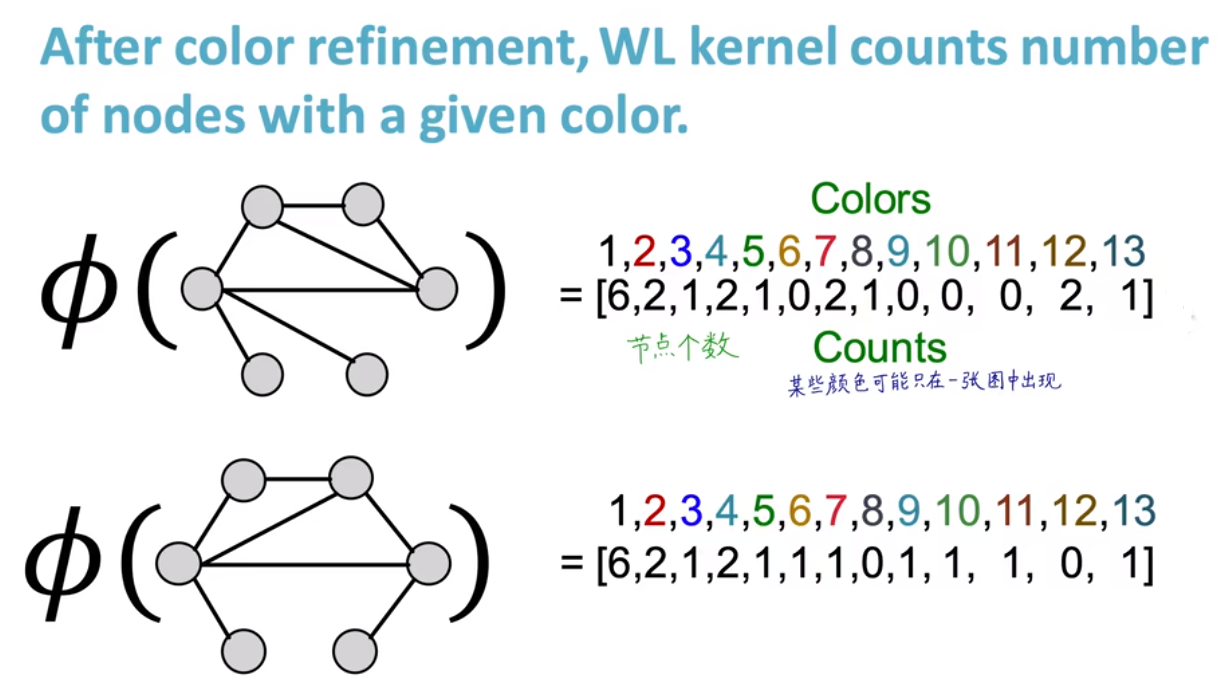 After color refinement, WL kernel counts number
of nodes with a given color.
Colors
ϕ( ) 1,2,3,4,5,6,7,8,9,10,11,12,13
= [6,2,1,2,1,0,2,1,0, 0, 0, 2, 1]
节点个数 Counts
某些颜色可能只在一张图中出现
ϕ( ) 1,2,3,4,5,6,7,8,9,10,11,12,13
= [6,2,1,2,1,1,1,0,1, 1, 1, 0, 1]